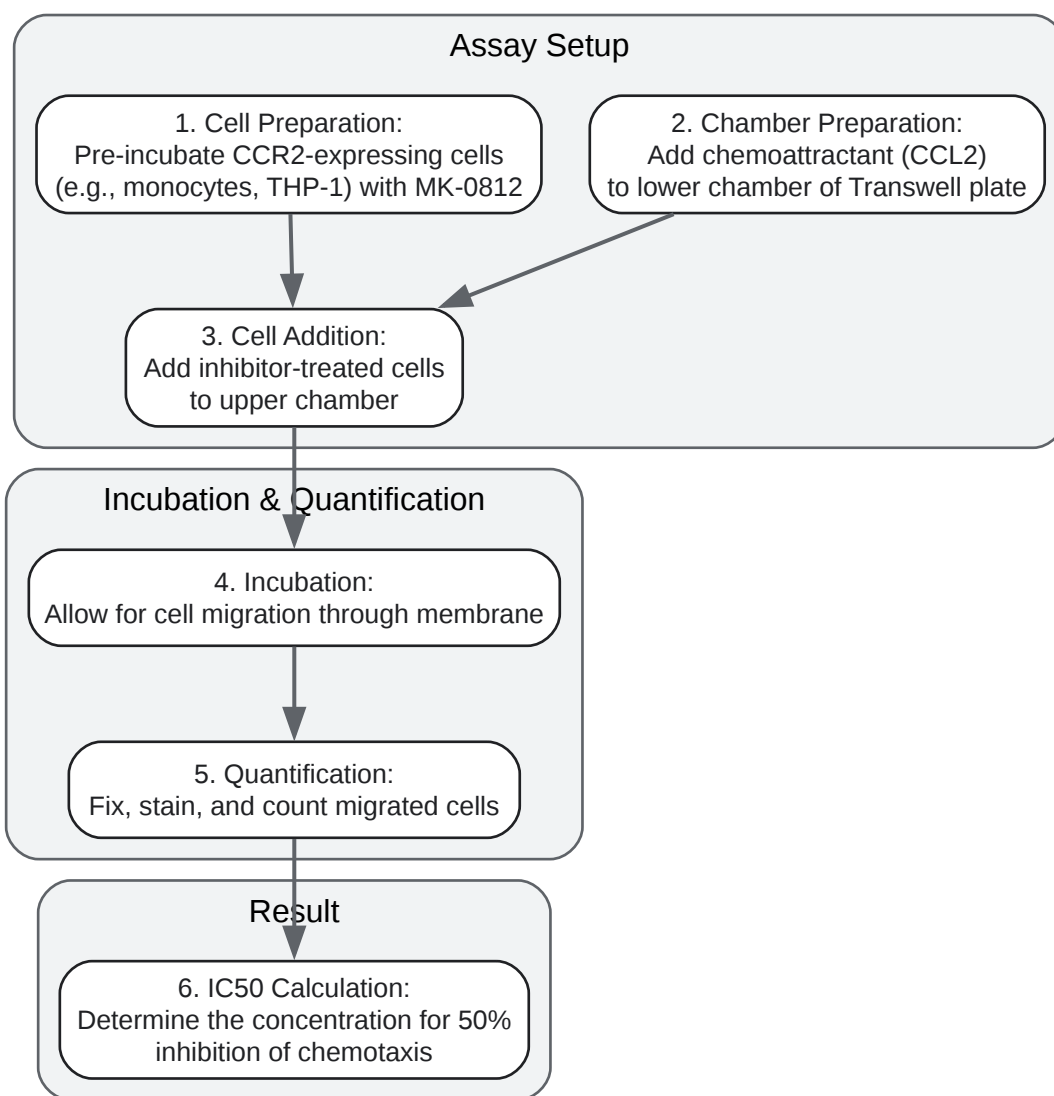 Assay Setup
1. Cell Preparation:
Pre-incubate CCR2-expressing cells
(e.g., monocytes, THP-1) with MK-0812
2. Chamber Preparation:
Add chemoattractant (CCL2)
to lower chamber of Transwell plate
3. Cell Addition:
Add inhibitor-treated cells
to upper chamber
Incubation & Quantification
4. Incubation:
Allow for cell migration through membrane
5. Quantification:
Fix, stain, and count migrated cells
Result
6. IC50 Calculation:
Determine the concentration for 50%
inhibition of chemotaxis